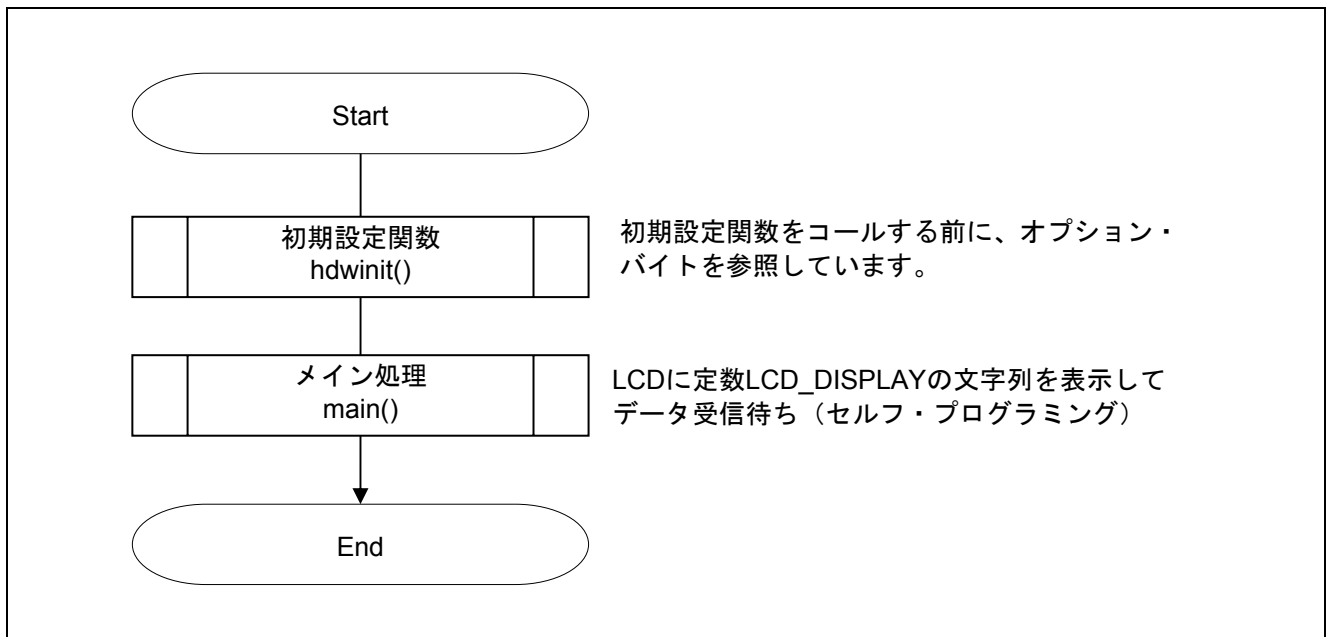 Start
初期設定関数
hdwinit()
初期設定関数をコールする前に、オプション・
バイトを参照しています。
メイン処理
main()
LCDに定数LCD_DISPLAYの文字列を表示して
データ受信待ち（セルフ・プログラミング）
End